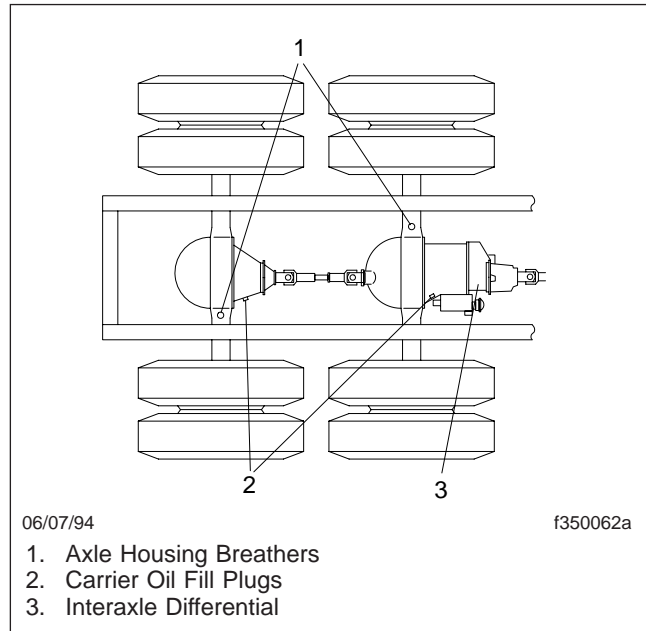 1
2
3
06/07/94 f350062a
1. Axle Housing Breathers
2. Carrier Oil Fill Plugs
3. Interaxle Differential